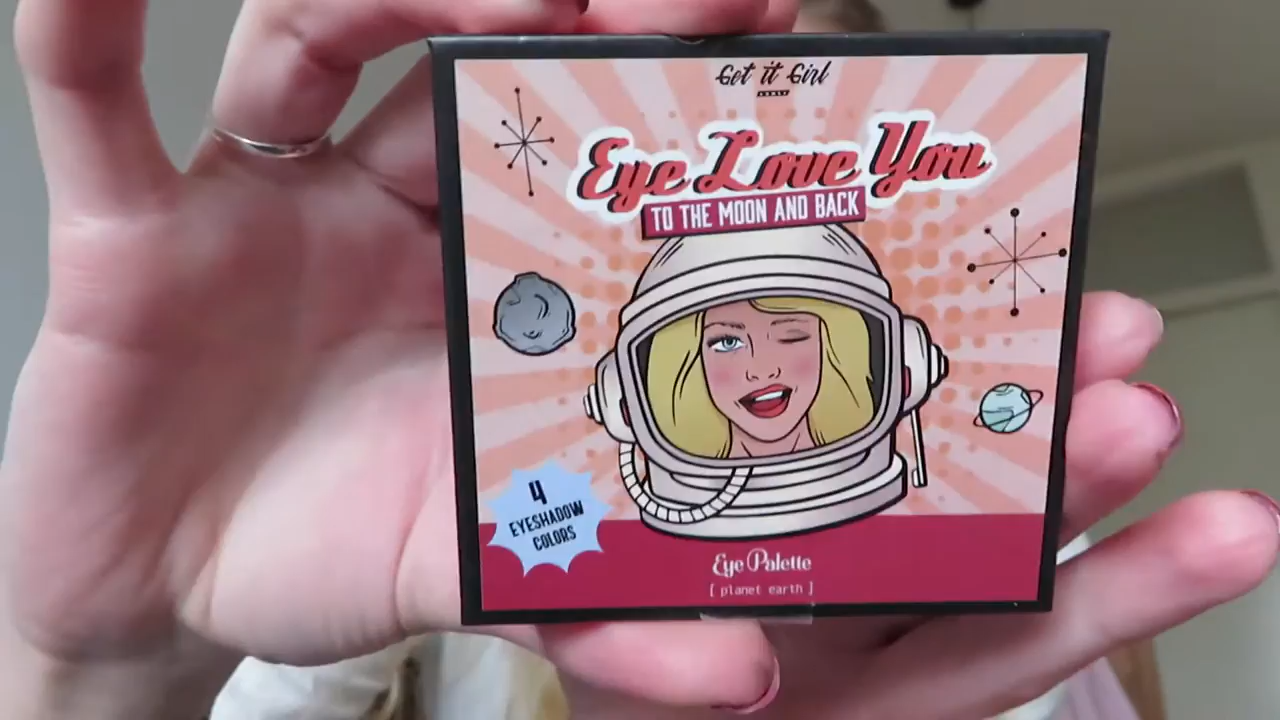 Get it Girl
Eye Love You
TO THE MOON AND BACK
4
EYESHADOW
COLORS
Eye Palette
[ planet earth ]